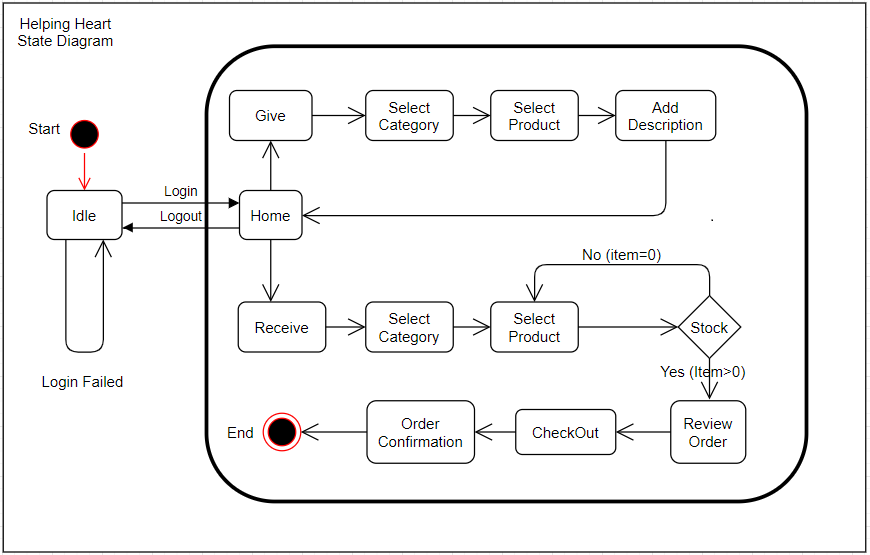 Helping Heart
State Diagram
Start
Give
Select
Category
Select
Product
Add
Description
Idle
Login
Logout
Home
No (item=0)
Receive
Select
Category
Select
Product
Stock
Yes (Item>0)
Login Failed
End
Order
Confirmation
CheckOut
Review
Order